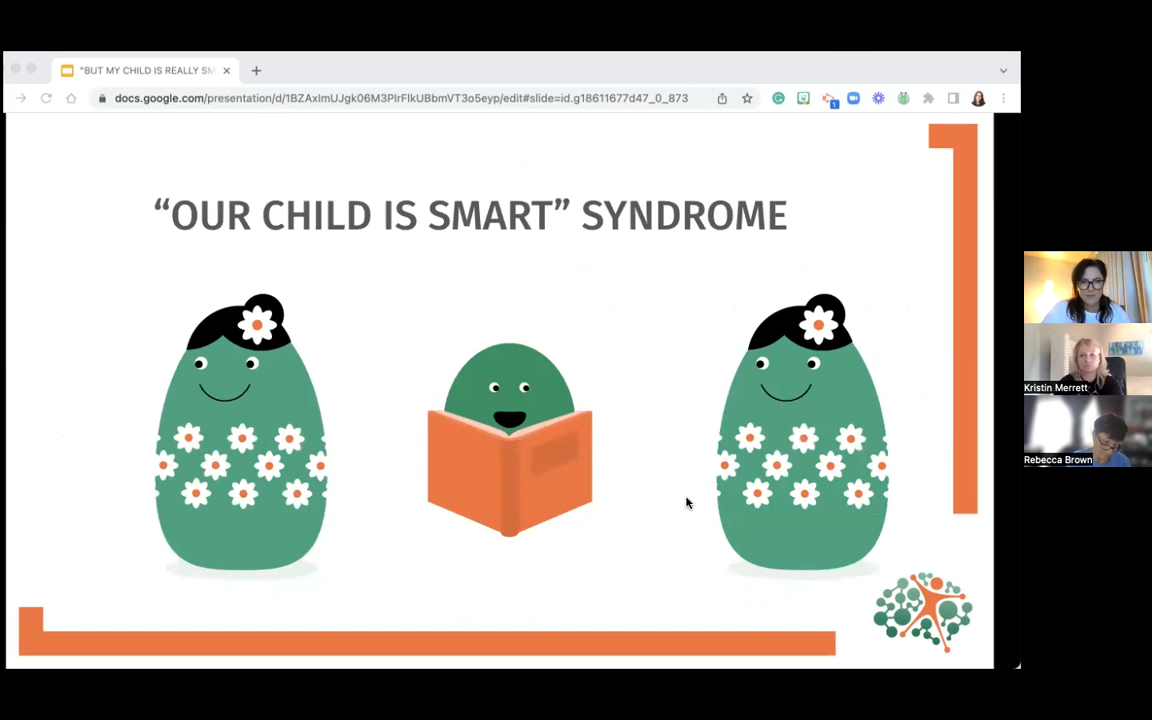 "BUT MY CHILD IS REALLY SM
docs.google.com/presentation/d/1BZAxlmUJgk06M3PlrFlkUBbmVT3o5eyp/edit#slide=id.g18611677d47_0_873
1
“OUR CHILD IS SMART” SYNDROME
Kristin Merrett
Rebecca Brown